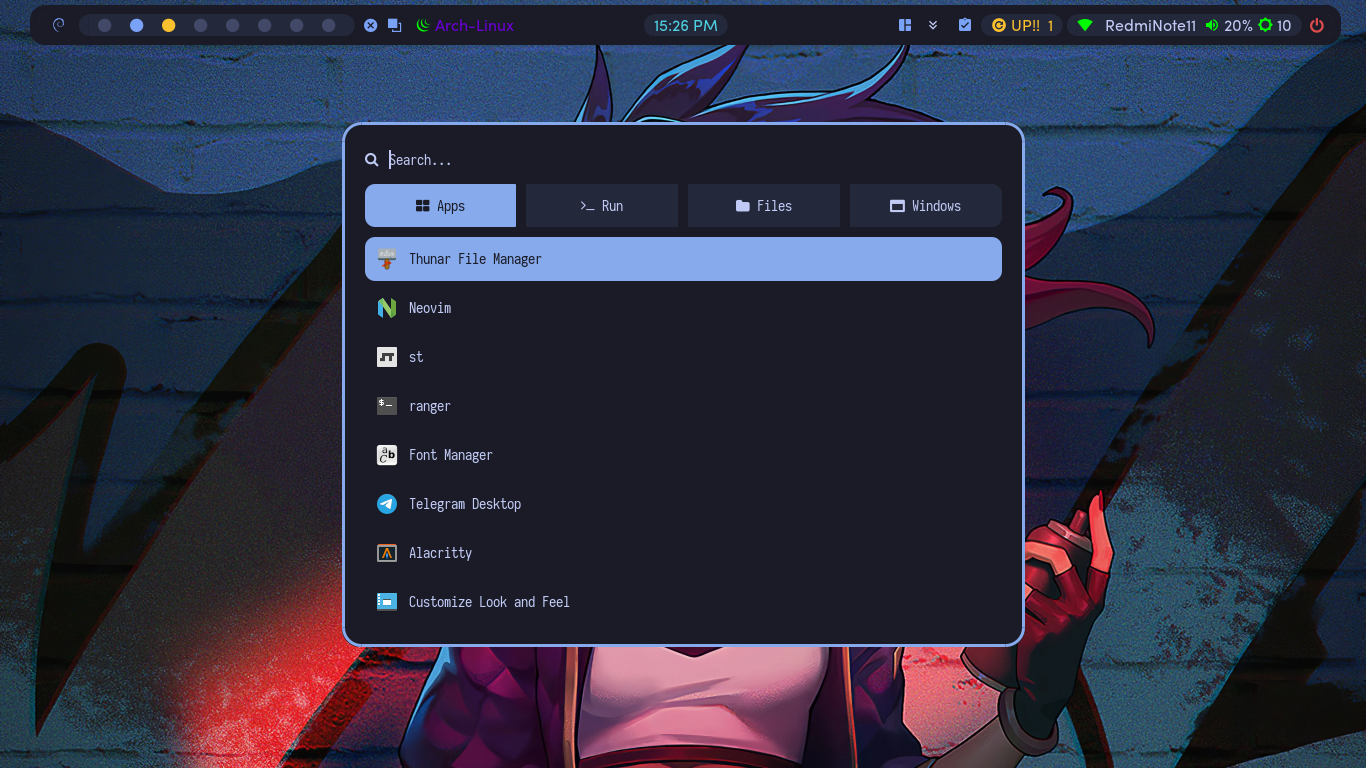 Arch-Linux
15:26 PM
UP!! 1
RedmiNote11
20%
10
Search...
Apps
Run
Files
Windows
Thunar File Manager
Neovim
st
ranger
Font Manager
Telegram Desktop
Alacritty
Customize Look and Feel